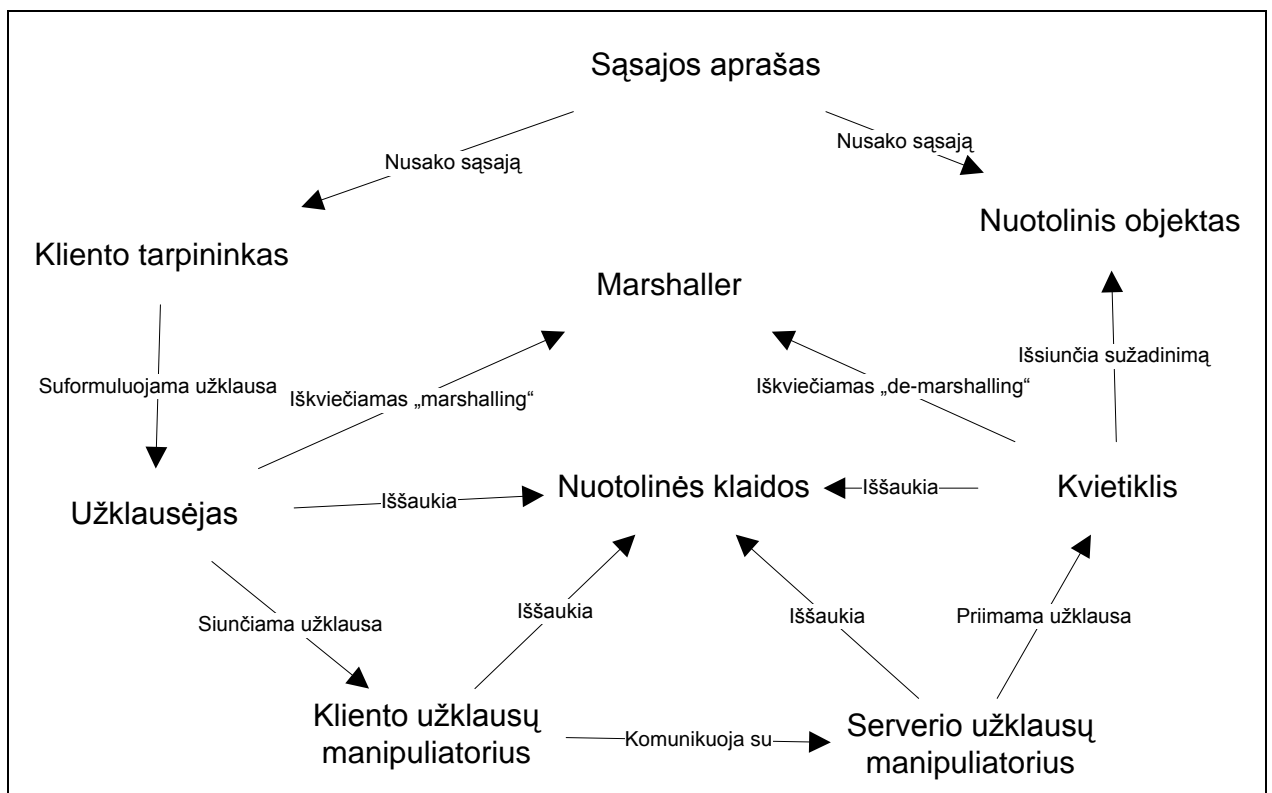 Sąsajos aprašas
Nusako sąsają
Nusako sąsają
Nuotolinis objektas
Kliento tarpininkas
Marshaller
Išsiunčia sužadinimą
Suformuluojama užklausa
Iškviečiamas „marshalling“
Iškviečiamas „de-marshalling“
Užklausėjas
Iššaukia
Nuotolinės klaidos
Iššaukia
Kvietiklis
Siunčiama užklausa
Iššaukia
Iššaukia
Priimama užklausa
Kliento užklausų
manipuliatorius
Komunikuoja su
Serverio užklausų
manipuliatorius